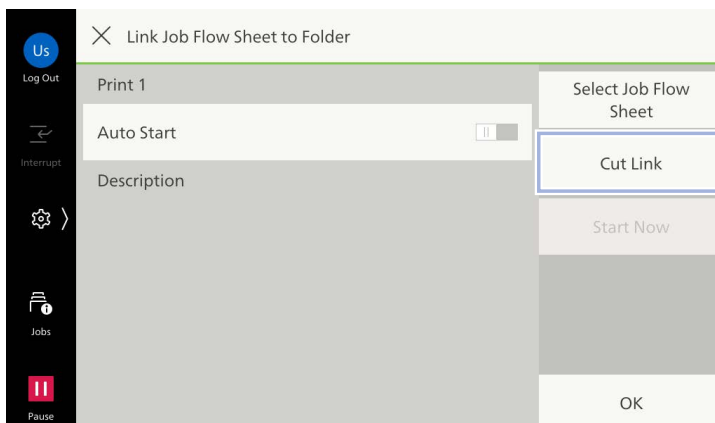 Us
Log Out
Interrupt
Jobs
Pause
Link Job Flow Sheet to Folder
Print 1
Auto Start
Description
Select Job Flow
Sheet
Cut Link
Start Now
OK